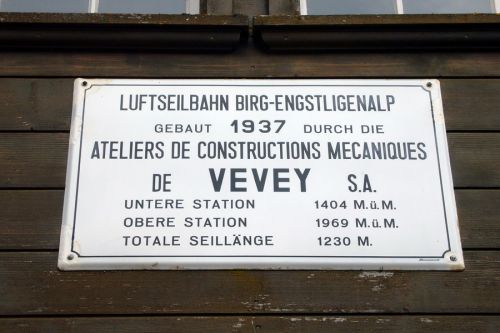 LUFTSEILBAHN BIRG-ENGSTLIGENALP
GEBAUT 1937 DURCH DIE
ATELIERS DE CONSTRUCTIONS MECANIQUES
DE VEVEY S.A.
UNTERE STATION 1404 M.ü.M.
OBERE STATION 1969 M.ü.M.
TOTALE SEILLÄNGE 1230 M.